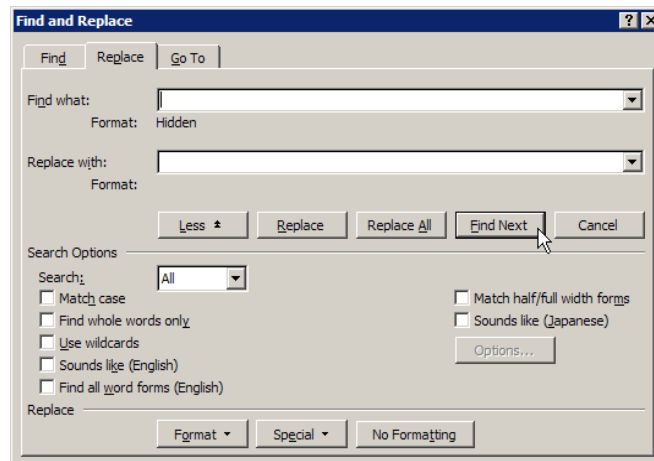 Find and Replace
Find Replace Go To
Find what:
Format: Hidden
Replace with:
Format:
Less Replace Replace All Find Next Cancel
Search Options
Search: All
Match case Match half/full width forms
Find whole words only Sounds like (Japanese)
Use wildcards Options...
Sounds like (English)
Find all word forms (English)
Replace
Format Special No Formatting